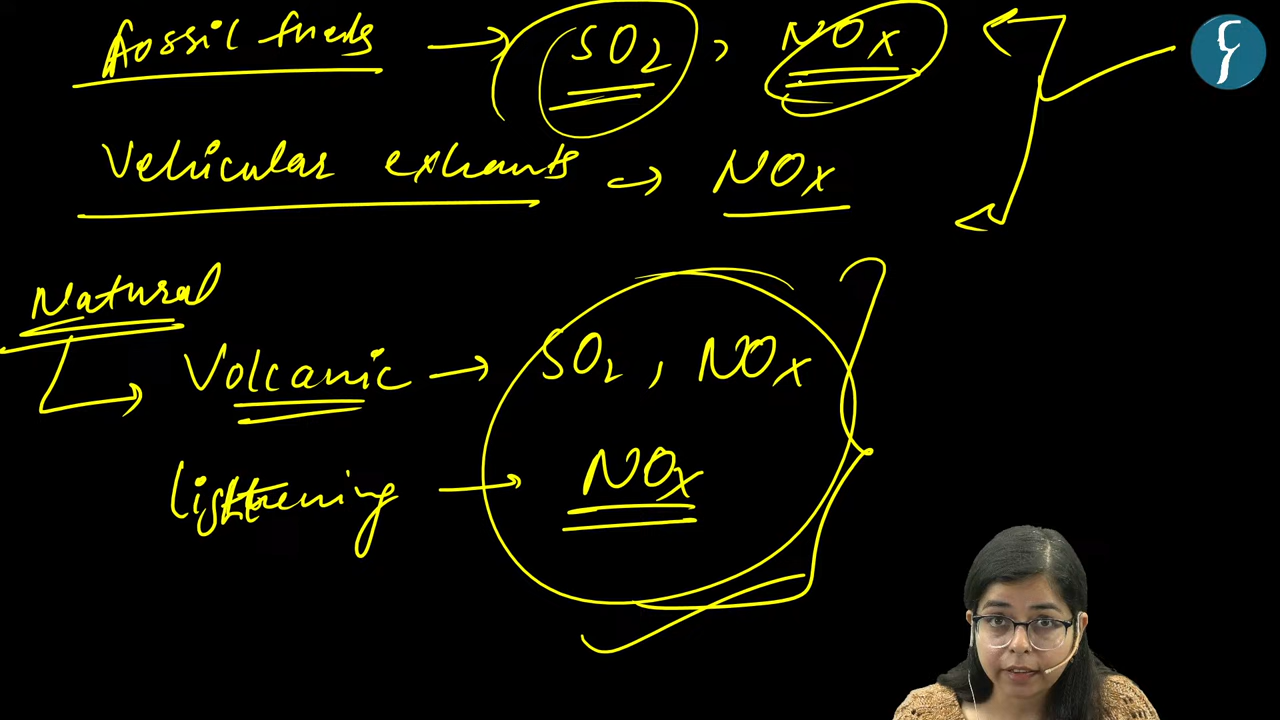 fossil fuels → SO2, NOx
Vehicular exhausts → NOx
Natural
Volcanic → SO2, NOx
lightening → NOx